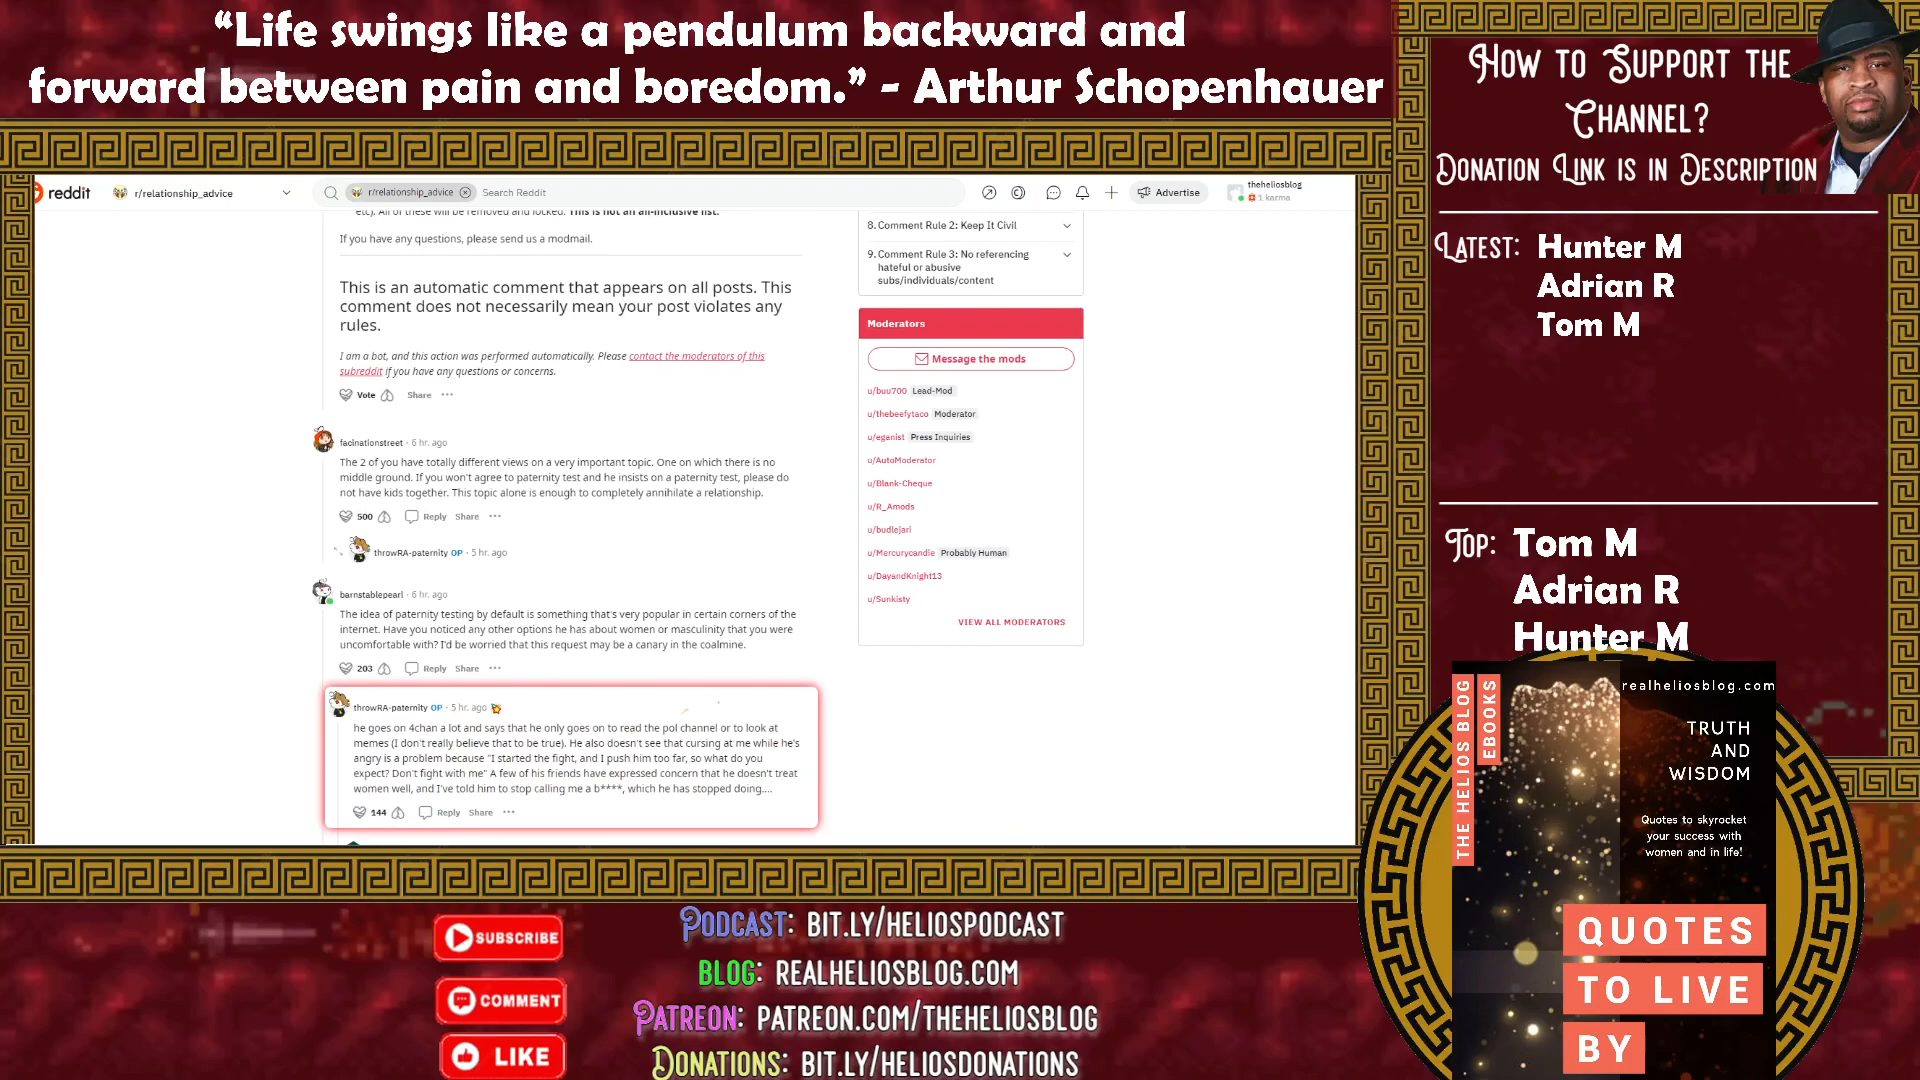 “Life swings like a pendulum backward and
forward between pain and boredom.” - Arthur Schopenhauer
How to Support the
Channel?
Donation Link is in Description
Latest: Hunter M
Adrian R
Tom M
Top: Tom M
Adrian R
Hunter M
reddit
r/relationship_advice
r/relationship_advice
Search Reddit
Advertise
theheliosblog
1 karma
etc). All of these will be removed and locked. This is not an all-inclusive list.
If you have any questions, please send us a modmail.
This is an automatic comment that appears on all posts. This
comment does not necessarily mean your post violates any
rules.
I am a bot, and this action was performed automatically. Please contact the moderators of this
subreddit if you have any questions or concerns.
Vote Share ...
facinationstreet · 6 hr. ago
The 2 of you have totally different views on a very important topic. One on which there is no
middle ground. If you won't agree to paternity test and he insists on a paternity test, please do
not have kids together. This topic alone is enough to completely annihilate a relationship.
500 Reply Share ...
throwRA-paternity OP · 5 hr. ago
barnstablepearl · 6 hr. ago
The idea of paternity testing by default is something that's very popular in certain corners of the
internet. Have you noticed any other options he has about women or masculinity that you were
uncomfortable with? I'd be worried that this request may be a canary in the coalmine.
203 Reply Share ...
throwRA-paternity OP · 5 hr. ago
he goes on 4chan a lot and says that he only goes on to read the pol channel or to look at
memes (I don't really believe that to be true). He also doesn't see that cursing at me while he's
angry is a problem because "I started the fight, and I push him too far, so what do you
expect? Don't fight with me" A few of his friends have expressed concern that he doesn't treat
women well, and I've told him to stop calling me a b****, which he has stopped doing....
144 Reply Share ...
8. Comment Rule 2: Keep It Civil
9. Comment Rule 3: No referencing
hateful or abusive
subs/individuals/content
Moderators
Message the mods
u/buu700 Lead-Mod
u/thebeefytaco Moderator
u/eganist Press Inquiries
u/AutoModerator
u/Blank-Cheque
u/R_Amods
u/budlejari
u/Mercurycandie Probably Human
u/DayandKnight13
u/Sunkisty
VIEW ALL MODERATORS
SUBSCRIBE
COMMENT
LIKE
Podcast: bit.ly/heliospodcast
Blog: realheliosblog.com
Patreon: patreon.com/theheliosblog
Donations: bit.ly/heliosdonations
THE HELIOS BLOG
EBOOKS
realheliosblog.com
TRUTH
AND
WISDOM
Quotes to skyrocket
your success with
women and in life!
QUOTES
TO LIVE
BY